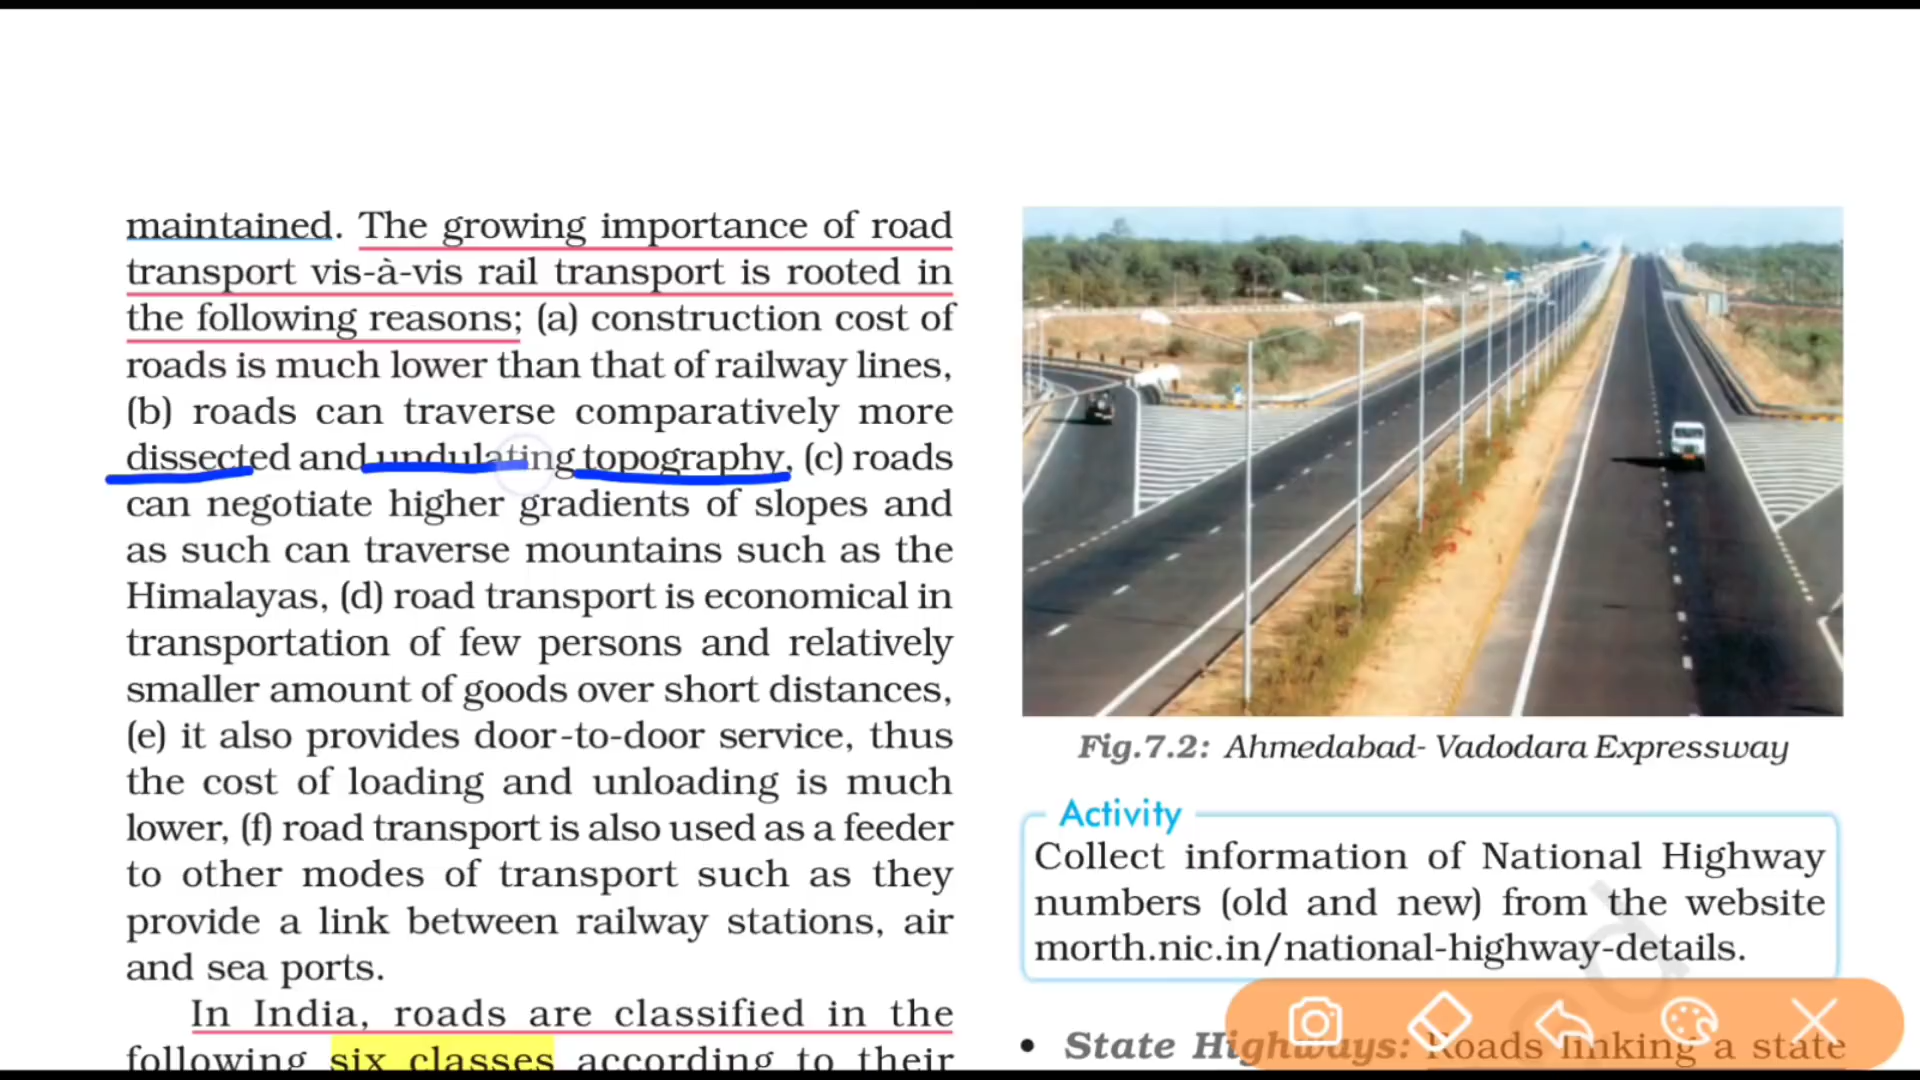 maintained. The growing importance of road
transport vis-à-vis rail transport is rooted in
the following reasons; (a) construction cost of
roads is much lower than that of railway lines,
(b) roads can traverse comparatively more
dissected and undulating topography, (c) roads
can negotiate higher gradients of slopes and
as such can traverse mountains such as the
Himalayas, (d) road transport is economical in
transportation of few persons and relatively
smaller amount of goods over short distances,
(e) it also provides door-to-door service, thus
the cost of loading and unloading is much
lower, (f) road transport is also used as a feeder
to other modes of transport such as they
provide a link between railway stations, air
and sea ports.
In India, roads are classified in the
following six classes according to their
Fig.7.2: Ahmedabad- Vadodara Expressway
Activity
Collect information of National Highway
numbers (old and new) from the website
morth.nic.in/national-highway-details.
• State Highways: Roads linking a state